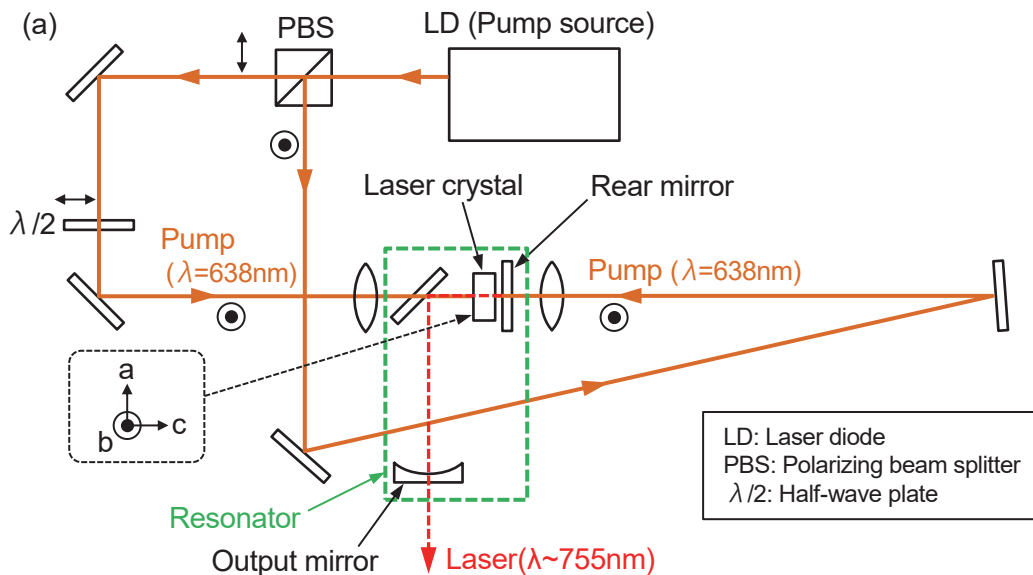 (a)
PBS
LD (Pump source)
Laser crystal
Rear mirror
λ/2
Pump
(λ=638nm)
Pump (λ=638nm)
a
b
c
LD: Laser diode
PBS: Polarizing beam splitter
λ/2: Half-wave plate
Resonator
Output mirror
Laser(λ~755nm)